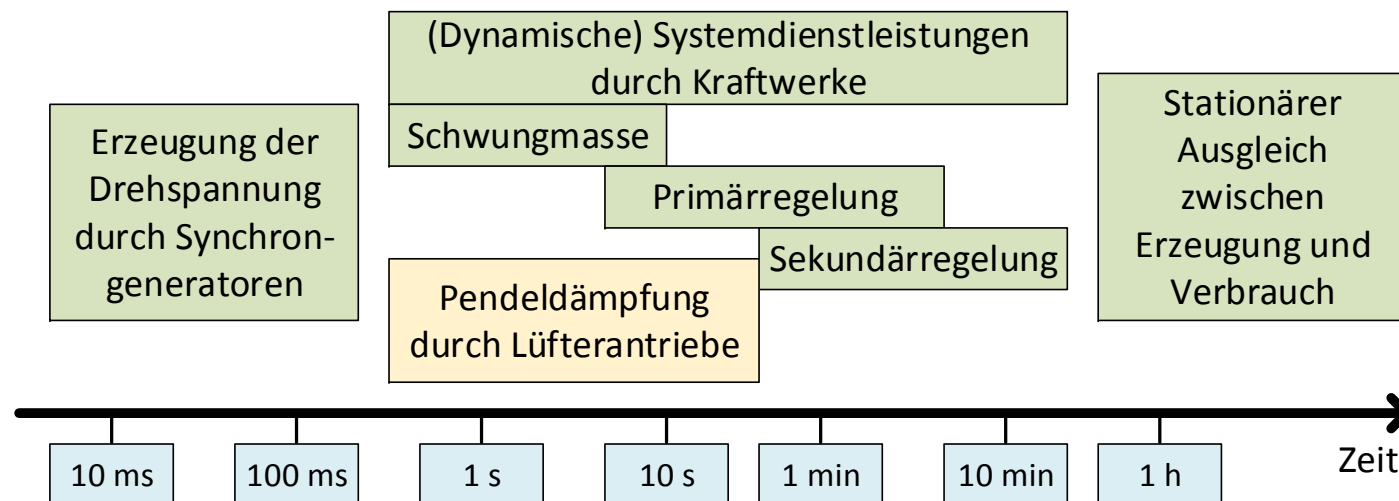 (Dynamische) Systemdienstleistungen
durch Kraftwerke
Erzeugung der
Drehspannung
durch Synchron-
generatoren
Schwungmasse
Primärregelung
Sekundärregelung
Pendeldämpfung
durch Lüfterantriebe
Stationärer
Ausgleich
zwischen
Erzeugung und
Verbrauch
10 ms
100 ms
1 s
10 s
1 min
10 min
1 h
Zeit